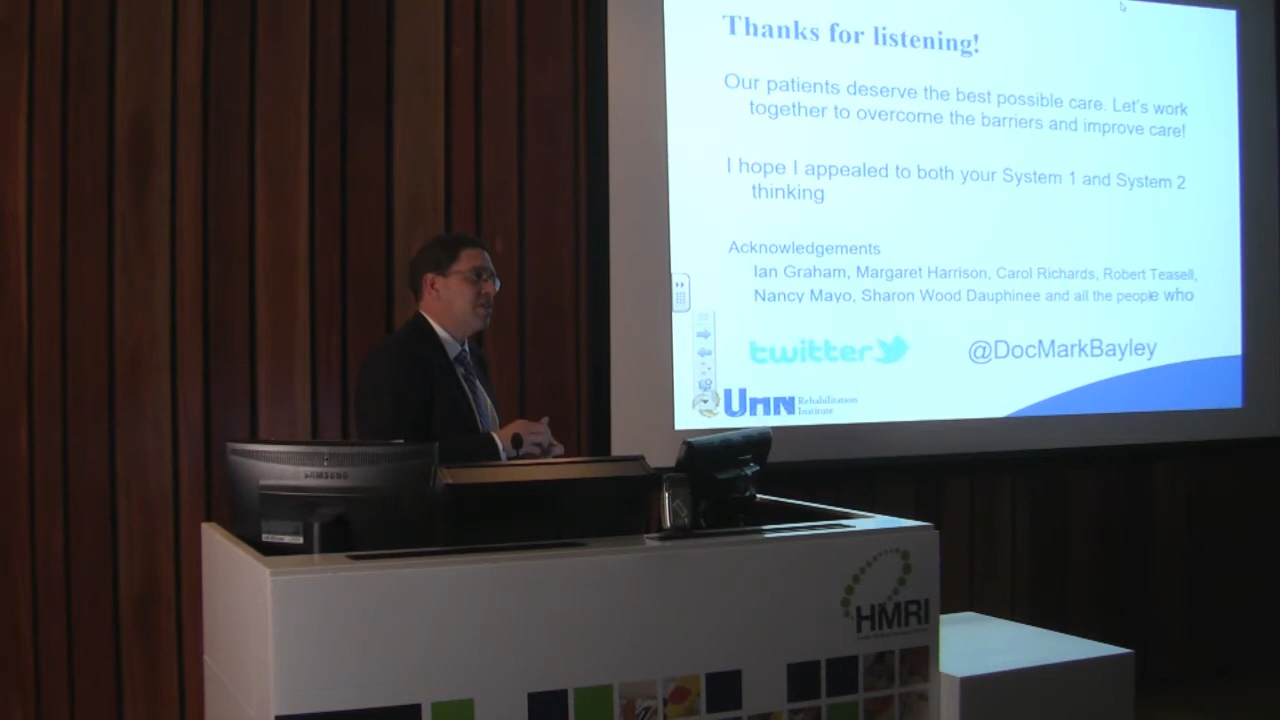 Thanks for listening!
Our patients deserve the best possible care. Let's work
together to overcome the barriers and improve care!
I hope I appealed to both your System 1 and System 2
thinking
Acknowledgements
Ian Graham, Margaret Harrison, Carol Richards, Robert Teasell,
Nancy Mayo, Sharon Wood Dauphinee and all the people who
twitter
@DocMarkBayley
Rehabilitation
Institute
SAMSUNG
HMRI